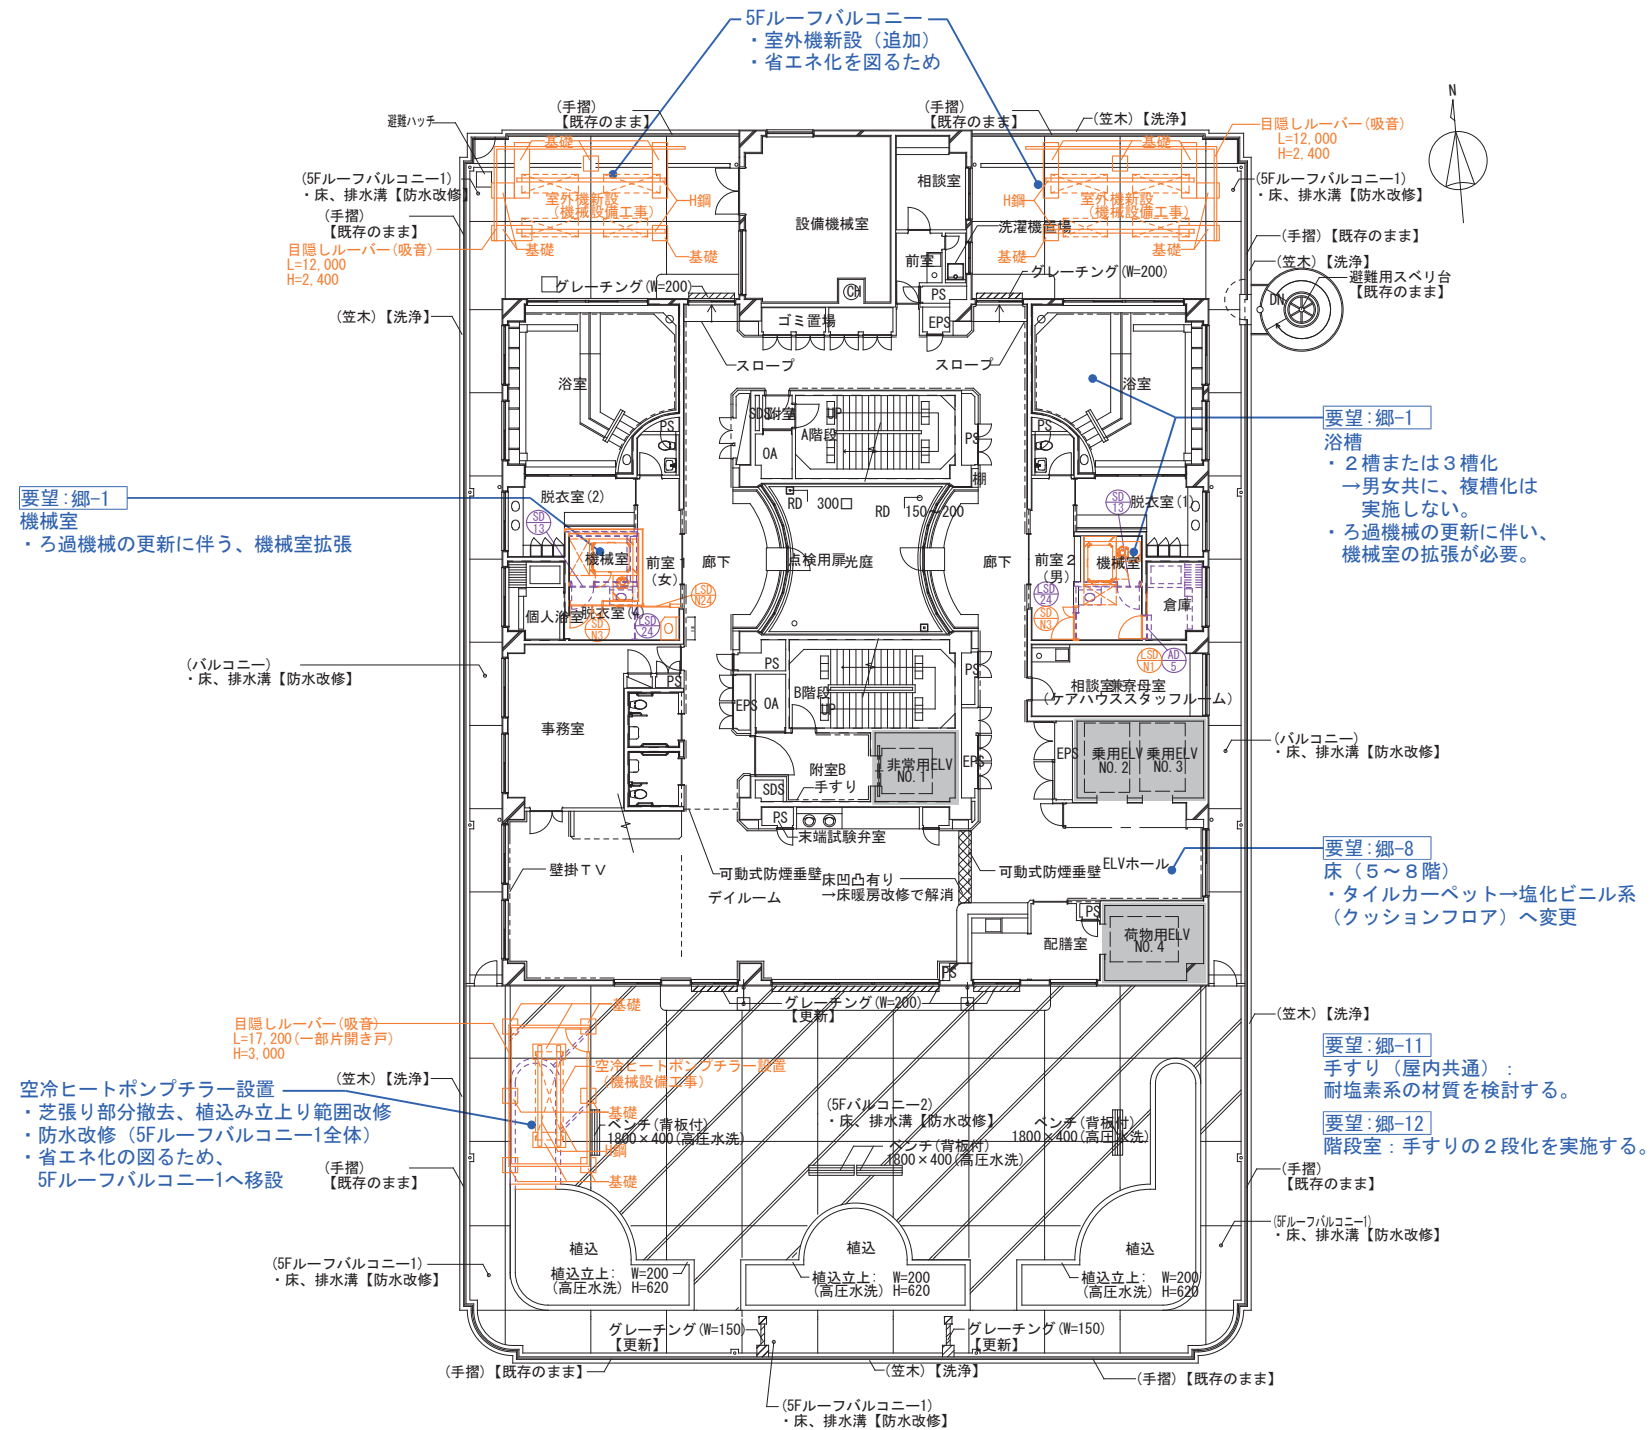 5Fルーフバルコニー
・室外機新設（追加）
・省エネ化を図るため
N
避難ハッチ
(手摺)
【既存のまま】
(手摺)
【既存のまま】
(笠木)【洗浄】
目隠しルーバー(吸音)
L=12,000
H=2,400
基礎
基礎
(5Fルーフバルコニー1)
・床、排水溝【防水改修】
(手摺)
【既存のまま】
目隠しルーバー(吸音)
L=12,000
H=2,400
室外機新設
(機械設備工事)
H鋼
基礎
基礎
設備機械室
相談室
洗濯機置場
前室
H鋼
室外機新設
(機械設備工事)
基礎
基礎
(5Fルーフバルコニー1)
・床、排水溝【防水改修】
(手摺)【既存のまま】
(笠木)【洗浄】
避難用スベリ台
【既存のまま】
DN
グレーチング(W=200)
グレーチング(W=200)
CH
PS
EPS
ゴミ置場
(笠木)【洗浄】
スロープ
スロープ
浴室
浴室
PS
PS
SDS
附室A
UP
A階段
OA
PS
棚
RD 300□
RD 150～200
要望:郷-1
浴槽
・２槽または３槽化
→男女共に、複槽化は
実施しない。
・ろ過機械の更新に伴い、
機械室の拡張が必要。
要望:郷-1
機械室
・ろ過機械の更新に伴う、機械室拡張
脱衣室(2)
SD
13
機械室
前室1
(女)
廊下
点検用扉
光庭
廊下
前室2
(男)
SD
13
脱衣室(1)
機械室
倉庫
個人浴室
脱衣室(4)
SD
N3
LSD
24
LSD
N24
LSD
24
SD
N3
LSD
N1
AD
5
(バルコニー)
・床、排水溝【防水改修】
PS
事務室
PS
EPS
OA
B階段
UP
PS
相談室兼寮母室
(ケアハウススタッフルーム)
附室B
手すり
SDS
PS
非常用ELV
NO.1
EPS
EPS
乗用ELV
NO.2
乗用ELV
NO.3
(バルコニー)
・床、排水溝【防水改修】
末端試験弁室
壁掛ＴＶ
可動式防煙垂壁
デイルーム
床凹凸有り
→床暖房改修で解消
可動式防煙垂壁
ELVホール
要望:郷-8
床（５～８階）
・タイルカーペット→塩化ビニル系
（クッションフロア）へ変更
PS
配膳室
荷物用ELV
NO.4
PS
グレーチング(W=200)
【更新】
目隠しルーバー(吸音)
L=17,200(一部片開き戸)
H=3,000
基礎
空冷ヒートポンプチラー設置
(機械設備工事)
基礎
H鋼
基礎
空冷ヒートポンプチラー設置
・芝張り部分撤去、植込み立上り範囲改修
・防水改修（5Fルーフバルコニー1全体）
・省エネ化の図るため、
5Fルーフバルコニー1へ移設
(笠木)【洗浄】
(手摺)
【既存のまま】
ベンチ(背板付)
1800×400(高圧水洗)
(5Fバルコニー2)
・床、排水溝【防水改修】
ベンチ(背板付)
1800×400(高圧水洗)
ベンチ(背板付)
1800×400(高圧水洗)
(笠木)【洗浄】
要望:郷-11
手すり（屋内共通）：
耐塩素系の材質を検討する。
要望:郷-12
階段室：手すりの２段化を実施する。
(手摺)
【既存のまま】
(5Fルーフバルコニー1)
・床、排水溝【防水改修】
(5Fルーフバルコニー1)
・床、排水溝【防水改修】
植込
植込立上: W=200
(高圧水洗) H=620
植込
植込立上: W=200
(高圧水洗) H=620
植込
植込立上: W=200
(高圧水洗) H=620
グレーチング(W=150)
【更新】
グレーチング(W=150)
【更新】
(手摺)【既存のまま】
(笠木)【洗浄】
(手摺)【既存のまま】
(5Fルーフバルコニー1)
・床、排水溝【防水改修】